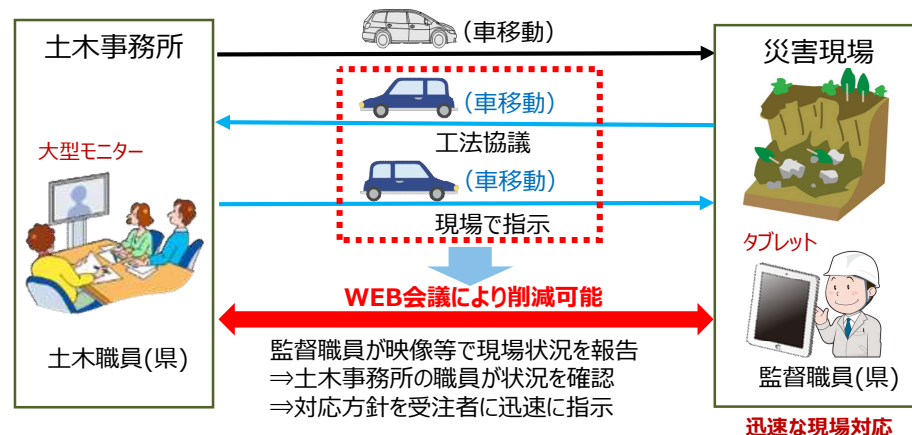 土木事務所
(車移動)
災害現場
(車移動)
工法協議
大型モニター
(車移動)
現場で指示
タブレット
WEB会議により削減可能
監督職員が映像等で現場状況を報告
⇒土木事務所の職員が状況を確認
⇒対応方針を受注者に迅速に指示
土木職員(県)
監督職員(県)
迅速な現場対応